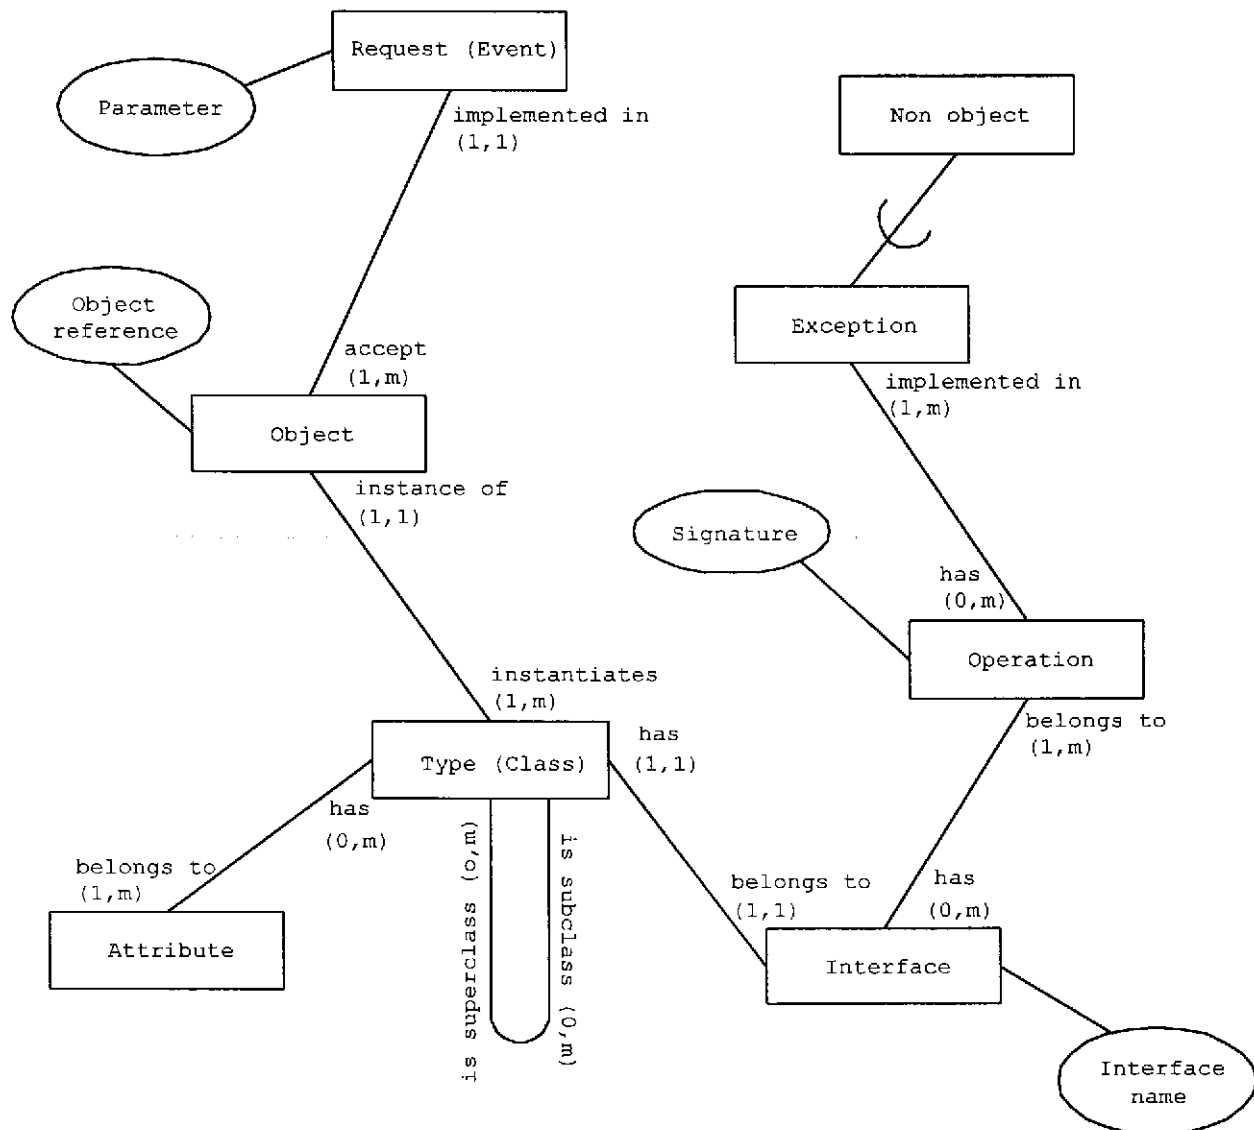 Request (Event)
Parameter
implemented in
(1,1)
Non object
Object
reference
accept
(1,m)
Exception
implemented in
(1,m)
Object
instance of
(1,1)
Signature
has
(0,m)
Operation
instantiates
(1,m)
belongs to
(1,m)
Type (Class)
has
(1,1)
has
(0,m)
is superclass (o,m)
is subclass (0,m)
belongs to
(1,m)
belongs to
(1,1)
has
(0,m)
Attribute
Interface
Interface
name